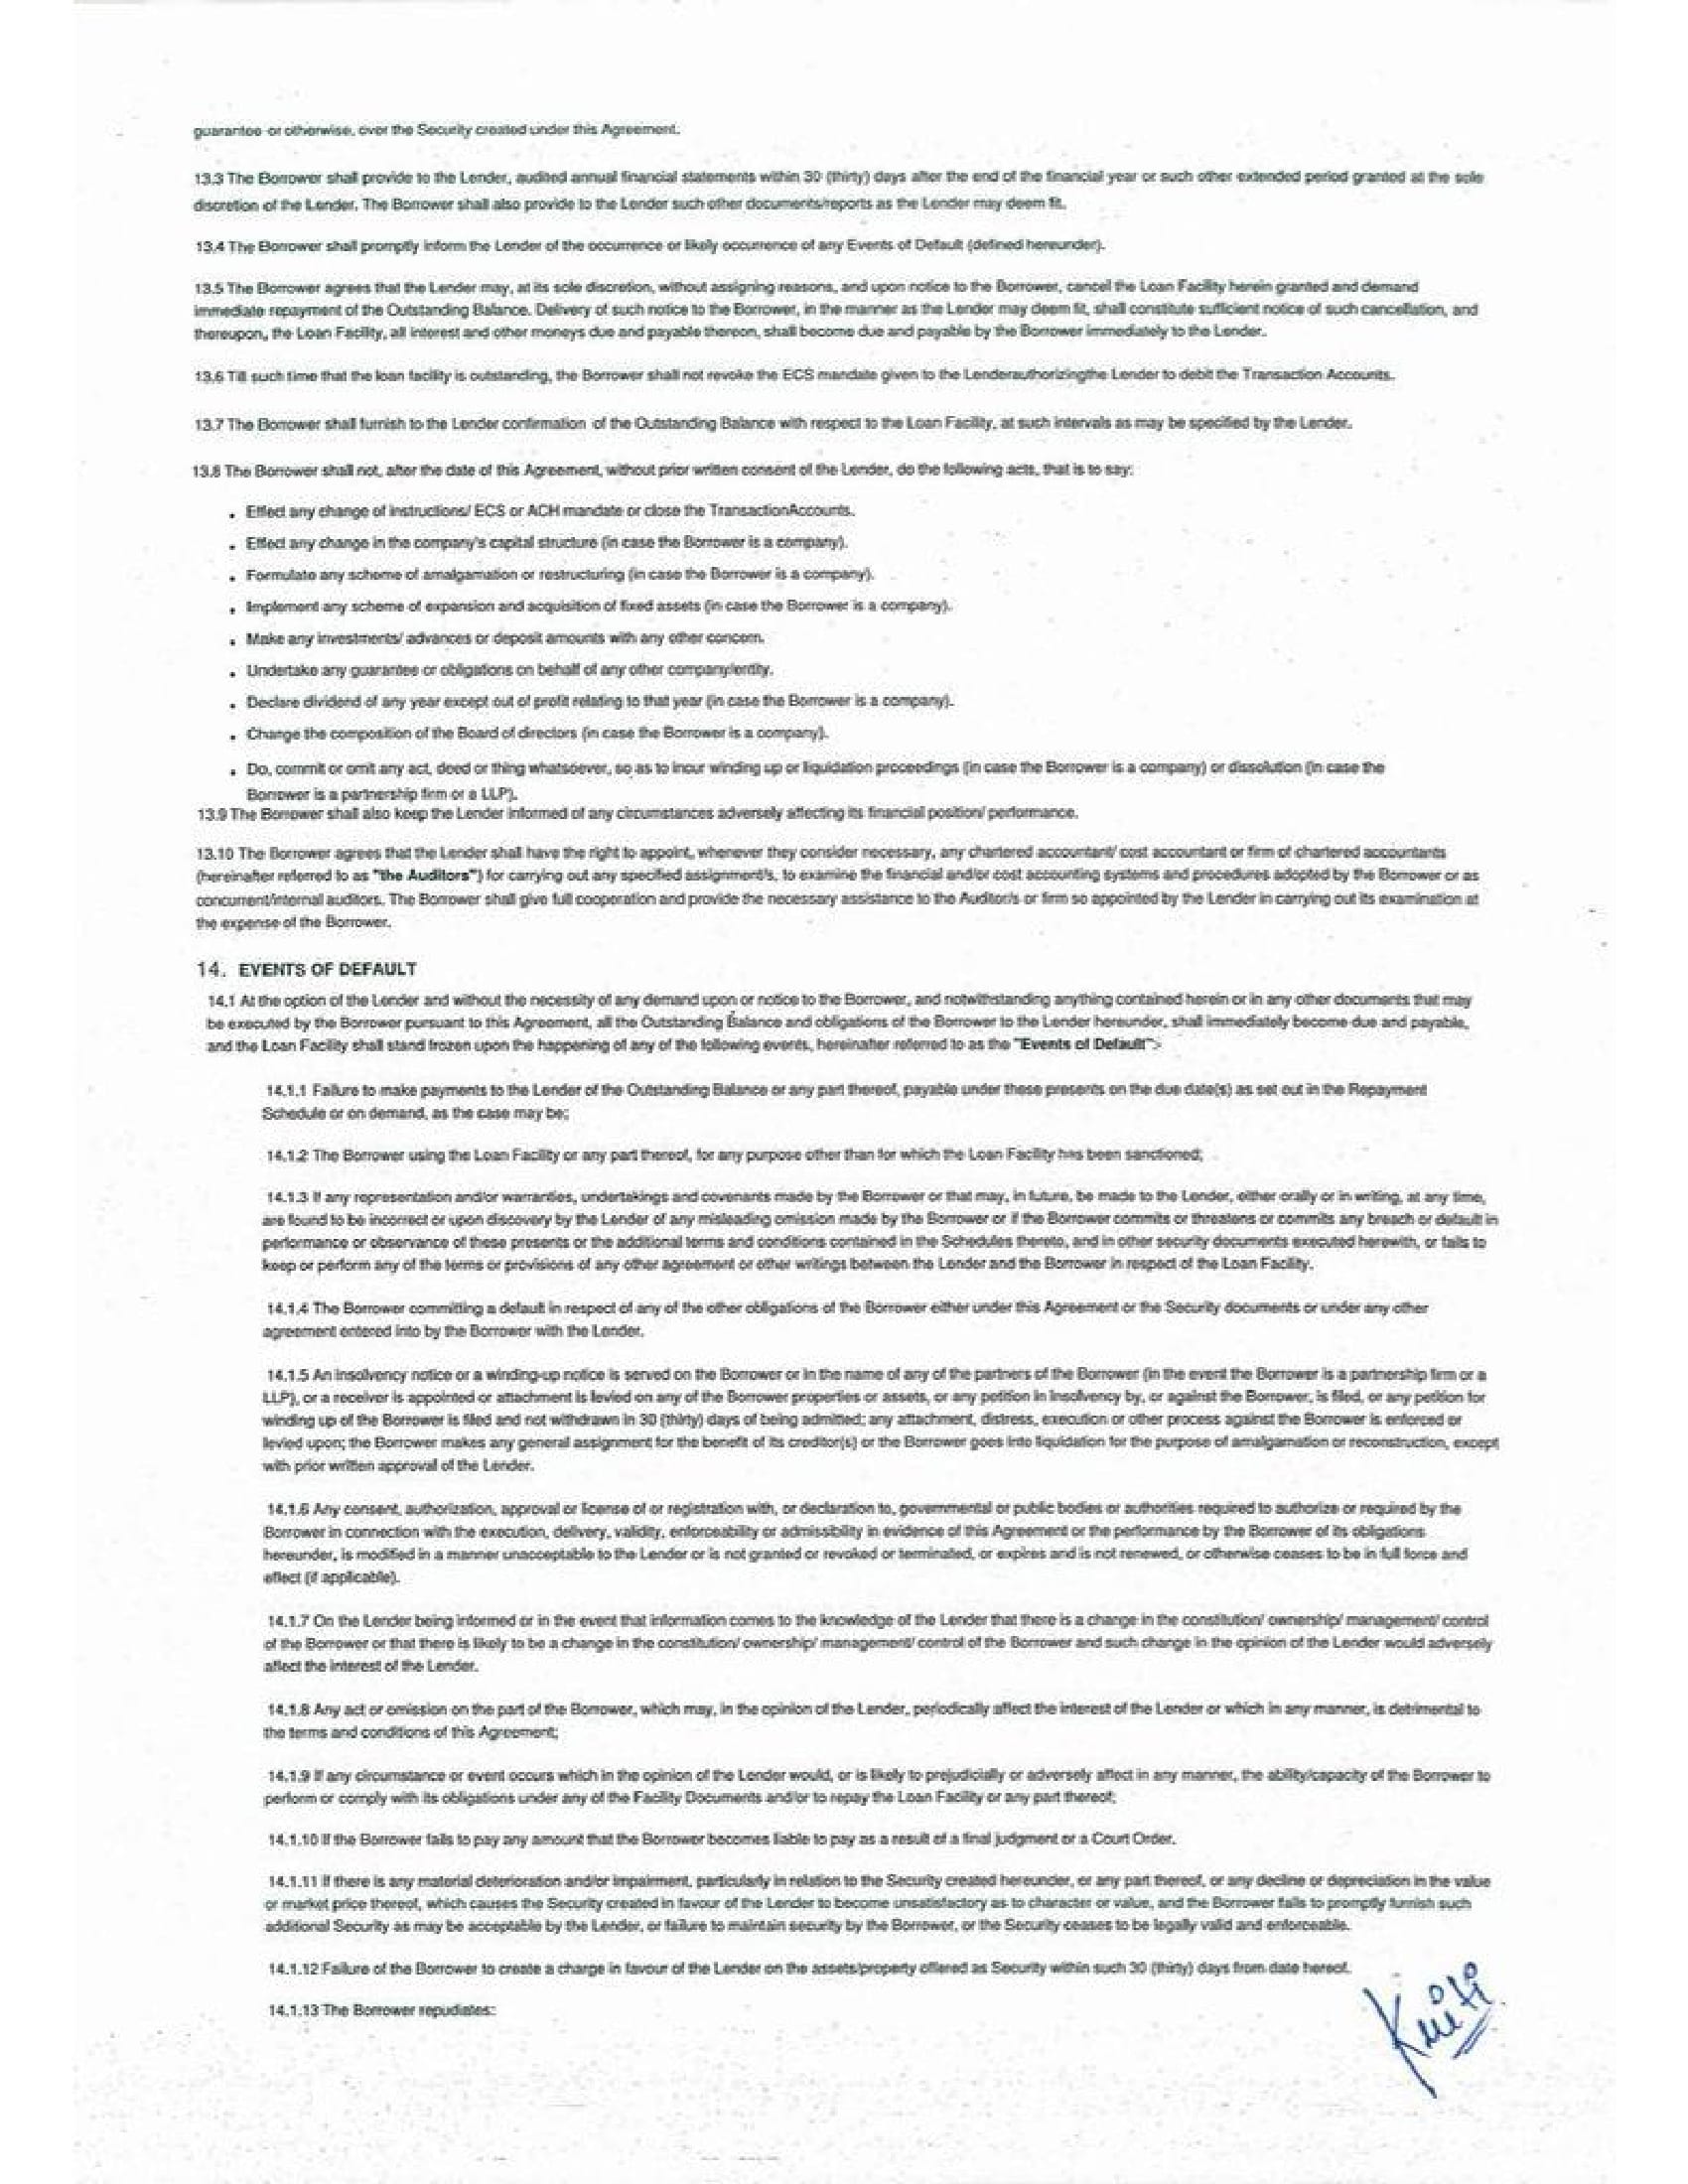 guarantee or otherwise, over the Security created under this Agreement.
13.3 The Borrower shall provide to the Lender, audited annual financial statements within 30 (thirty) days after the end of the financial year or such other extended period granted at the sole
discretion of the Lender. The Borrower shall also provide to the Lender such other documents/reports as the Lender may deem fit.
13.4 The Borrower shall promptly inform the Lender of the occurrence or likely occurrence of any Events of Default (defined hereunder).
13.5 The Borrower agrees that the Lender may, at its sole discretion, without assigning reasons, and upon notice to the Borrower, cancel the Loan Facility herein granted and demand
immediate repayment of the Outstanding Balance. Delivery of such notice to the Borrower, in the manner as the Lender may deem fit, shall constitute sufficient notice of such cancellation, and
thereupon, the Loan Facility, all interest and other moneys due and payable thereon, shall become due and payable by the Borrower immediately to the Lender.
13.6 Till such time that the loan facility is outstanding, the Borrower shall not revoke the ECS mandate given to the Lenderauthorizingthe Lender to debit the Transaction Accounts.
13.7 The Borrower shall furnish to the Lender confirmation of the Outstanding Balance with respect to the Loan Facility, at such intervals as may be specified by the Lender.
13.8 The Borrower shall not, after the date of this Agreement, without prior written consent of the Lender, do the following acts, that is to say:
• Effect any change of instructions/ ECS or ACH mandate or close the TransactionAccounts.
• Effect any change in the company's capital structure (in case the Borrower is a company).
• Formulate any scheme of amalgamation or restructuring (in case the Borrower is a company).
• Implement any scheme of expansion and acquisition of fixed assets (in case the Borrower is a company).
• Make any investments/ advances or deposit amounts with any other concern.
• Undertake any guarantee or obligations on behalf of any other company/entity.
• Declare dividend of any year except out of profit relating to that year (in case the Borrower is a company).
• Change the composition of the Board of directors (in case the Borrower is a company).
• Do, commit or omit any act, deed or thing whatsoever, so as to incur winding up or liquidation proceedings (in case the Borrower is a company) or dissolution (in case the
Borrower is a partnership firm or a LLP).
13.9 The Borrower shall also keep the Lender informed of any circumstances adversely affecting its financial position/ performance.
13.10 The Borrower agrees that the Lender shall have the right to appoint, whenever they consider necessary, any chartered accountant/ cost accountant or firm of chartered accountants
(hereinafter referred to as "the Auditors") for carrying out any specified assignment/s, to examine the financial and/or cost accounting systems and procedures adopted by the Borrower or as
concurrent/internal auditors. The Borrower shall give full cooperation and provide the necessary assistance to the Auditor/s or firm so appointed by the Lender in carrying out its examination at
the expense of the Borrower.
14. EVENTS OF DEFAULT
14.1 At the option of the Lender and without the necessity of any demand upon or notice to the Borrower, and notwithstanding anything contained herein or in any other documents that may
be executed by the Borrower pursuant to this Agreement, all the Outstanding Balance and obligations of the Borrower to the Lender hereunder, shall immediately become due and payable,
and the Loan Facility shall stand frozen upon the happening of any of the following events, hereinafter referred to as the "Events of Default":-
14.1.1 Failure to make payments to the Lender of the Outstanding Balance or any part thereof, payable under these presents on the due date(s) as set out in the Repayment
Schedule or on demand, as the case may be;
14.1.2 The Borrower using the Loan Facility or any part thereof, for any purpose other than for which the Loan Facility has been sanctioned;
14.1.3 If any representation and/or warranties, undertakings and covenants made by the Borrower or that may, in future, be made to the Lender, either orally or in writing, at any time,
are found to be incorrect or upon discovery by the Lender of any misleading omission made by the Borrower or if the Borrower commits or threatens or commits any breach or default in
performance or observance of these presents or the additional terms and conditions contained in the Schedules thereto, and in other security documents executed herewith, or fails to
keep or perform any of the terms or provisions of any other agreement or other writings between the Lender and the Borrower in respect of the Loan Facility.
14.1.4 The Borrower committing a default in respect of any of the other obligations of the Borrower either under this Agreement or the Security documents or under any other
agreement entered into by the Borrower with the Lender.
14.1.5 An insolvency notice or a winding-up notice is served on the Borrower or in the name of any of the partners of the Borrower (in the event the Borrower is a partnership firm or a
LLP), or a receiver is appointed or attachment is levied on any of the Borrower properties or assets, or any petition in insolvency by, or against the Borrower, is filed, or any petition for
winding up of the Borrower is filed and not withdrawn in 30 (thirty) days of being admitted; any attachment, distress, execution or other process against the Borrower is enforced or
levied upon; the Borrower makes any general assignment for the benefit of its creditor(s) or the Borrower goes into liquidation for the purpose of amalgamation or reconstruction, except
with prior written approval of the Lender.
14.1.6 Any consent, authorization, approval or license of or registration with, or declaration to, governmental or public bodies or authorities required to authorize or required by the
Borrower in connection with the execution, delivery, validity, enforceability or admissibility in evidence of this Agreement or the performance by the Borrower of its obligations
hereunder, is modified in a manner unacceptable to the Lender or is not granted or revoked or terminated, or expires and is not renewed, or otherwise ceases to be in full force and
effect (if applicable).
14.1.7 On the Lender being informed or in the event that information comes to the knowledge of the Lender that there is a change in the constitution/ ownership/ management/ control
of the Borrower or that there is likely to be a change in the constitution/ ownership/ management/ control of the Borrower and such change in the opinion of the Lender would adversely
affect the interest of the Lender.
14.1.8 Any act or omission on the part of the Borrower, which may, in the opinion of the Lender, periodically affect the interest of the Lender or which in any manner, is detrimental to
the terms and conditions of this Agreement;
14.1.9 If any circumstance or event occurs which in the opinion of the Lender would, or is likely to prejudicially or adversely affect in any manner, the ability/capacity of the Borrower to
perform or comply with its obligations under any of the Facility Documents and/or to repay the Loan Facility or any part thereof;
14.1.10 If the Borrower fails to pay any amount that the Borrower becomes liable to pay as a result of a final judgment or a Court Order.
14.1.11 If there is any material deterioration and/or impairment, particularly in relation to the Security created hereunder, or any part thereof, or any decline or depreciation in the value
or market price thereof, which causes the Security created in favour of the Lender to become unsatisfactory as to character or value, and the Borrower fails to promptly furnish such
additional Security as may be acceptable by the Lender, or failure to maintain security by the Borrower, or the Security ceases to be legally valid and enforceable.
14.1.12 Failure of the Borrower to create a charge in favour of the Lender on the assets/property offered as Security within such 30 (thirty) days from date hereof.
14.1.13 The Borrower repudiates: